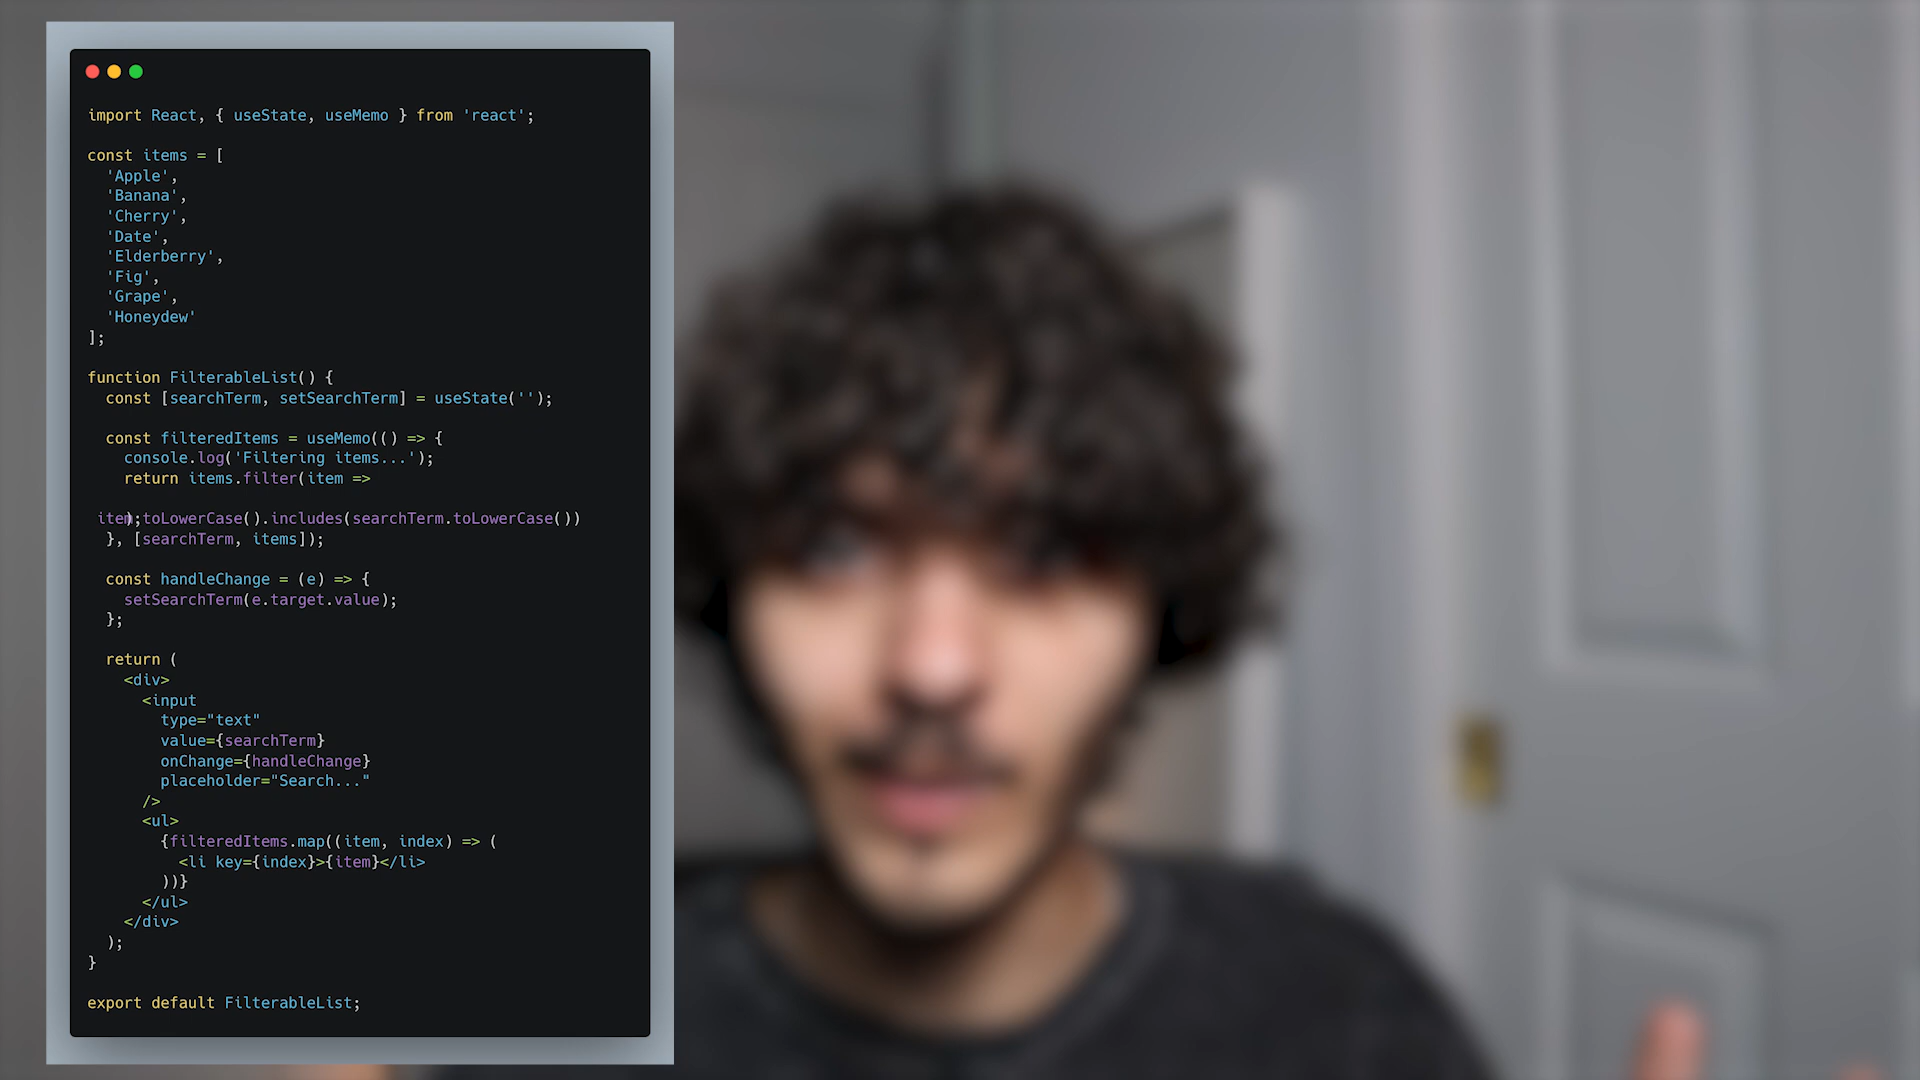 import React, { useState, useMemo } from 'react';
const items = [
'Apple',
'Banana',
'Cherry',
'Date',
'Elderberry',
'Fig',
'Grape',
'Honeydew'
];
function FilterableList() {
const [searchTerm, setSearchTerm] = useState('');
const filteredItems = useMemo(() => {
console.log('Filtering items...');
return items.filter(item =>
item.toLowerCase().includes(searchTerm.toLowerCase())
);
}, [searchTerm, items]);
const handleChange = (e) => {
setSearchTerm(e.target.value);
};
return (
<div>
<input
type="text"
value={searchTerm}
onChange={handleChange}
placeholder="Search..."
/>
<ul>
{filteredItems.map((item, index) => (
<li key={index}>{item}</li>
))}
</ul>
</div>
);
}
export default FilterableList;